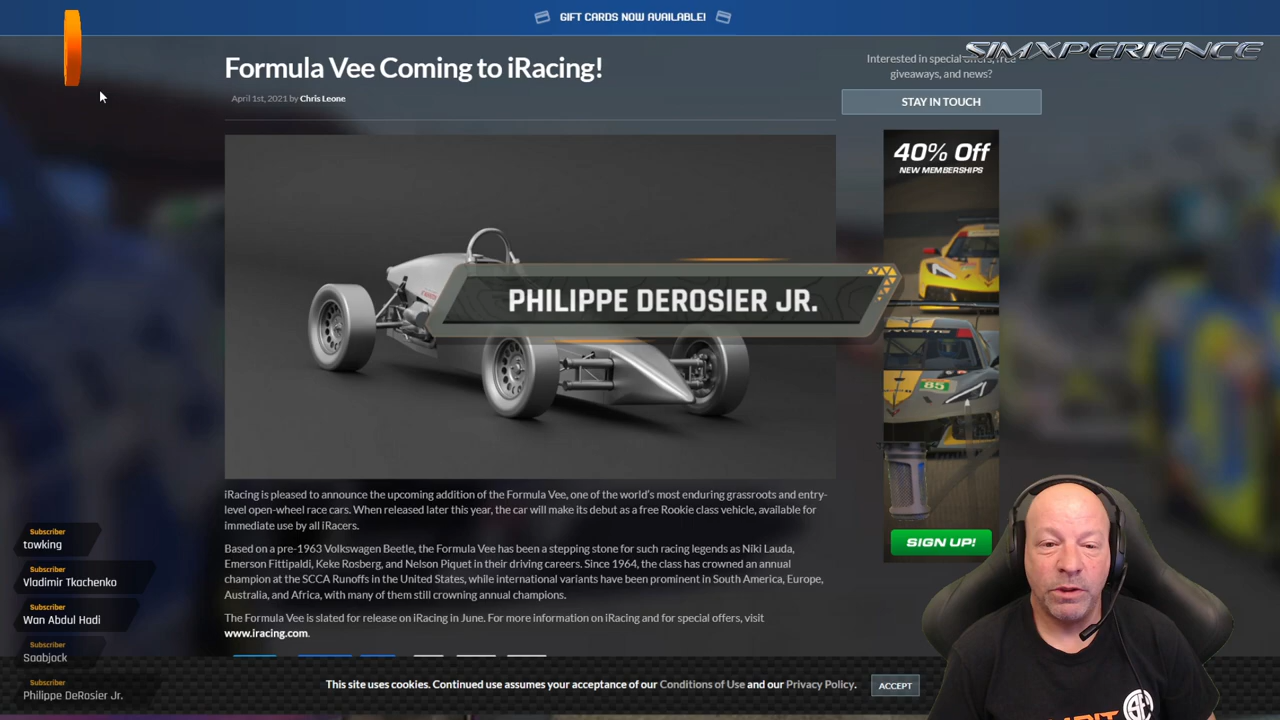 GIFT CARDS NOW AVAILABLE!
SIMXPERIENCE
Formula Vee Coming to iRacing!
April 1st, 2021 by Chris Leone
Interested in special offers, free
giveaways, and news?
STAY IN TOUCH
40% Off
NEW MEMBERSHIPS
85
SIGN UP!
PHILIPPE DEROSIER JR.
iRacing is pleased to announce the upcoming addition of the Formula Vee, one of the world's most enduring grassroots and entry-
level open-wheel race cars. When released later this year, the car will make its debut as a free Rookie class vehicle, available for
immediate use by all iRacers.
Based on a pre-1963 Volkswagen Beetle, the Formula Vee has been a stepping stone for such racing legends as Niki Lauda,
Emerson Fittipaldi, Keke Rosberg, and Nelson Piquet in their driving careers. Since 1964, the class has crowned an annual
champion at the SCCA Runoffs in the United States, while international variants have been prominent in South America, Europe,
Australia, and Africa, with many of them still crowning annual champions.
The Formula Vee is slated for release on iRacing in June. For more information on iRacing and for special offers, visit
www.iracing.com.
Subscriber
towking
Subscriber
Vladimir Tkachenko
Subscriber
Wan Abdul Hadi
Subscriber
Saabjock
Subscriber
Philippe DeRosier Jr.
This site uses cookies. Continued use assumes your acceptance of our Conditions of Use and our Privacy Policy.
ACCEPT